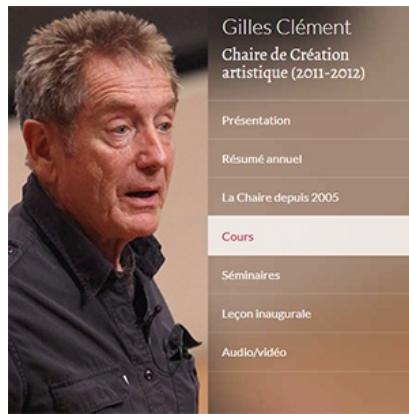 Gilles Clément
Chaire de Création
artistique (2011-2012)
Présentation
Résumé annuel
La Chaire depuis 2005
Cours
Séminaires
Leçon inaugurale
Audio/vidéo